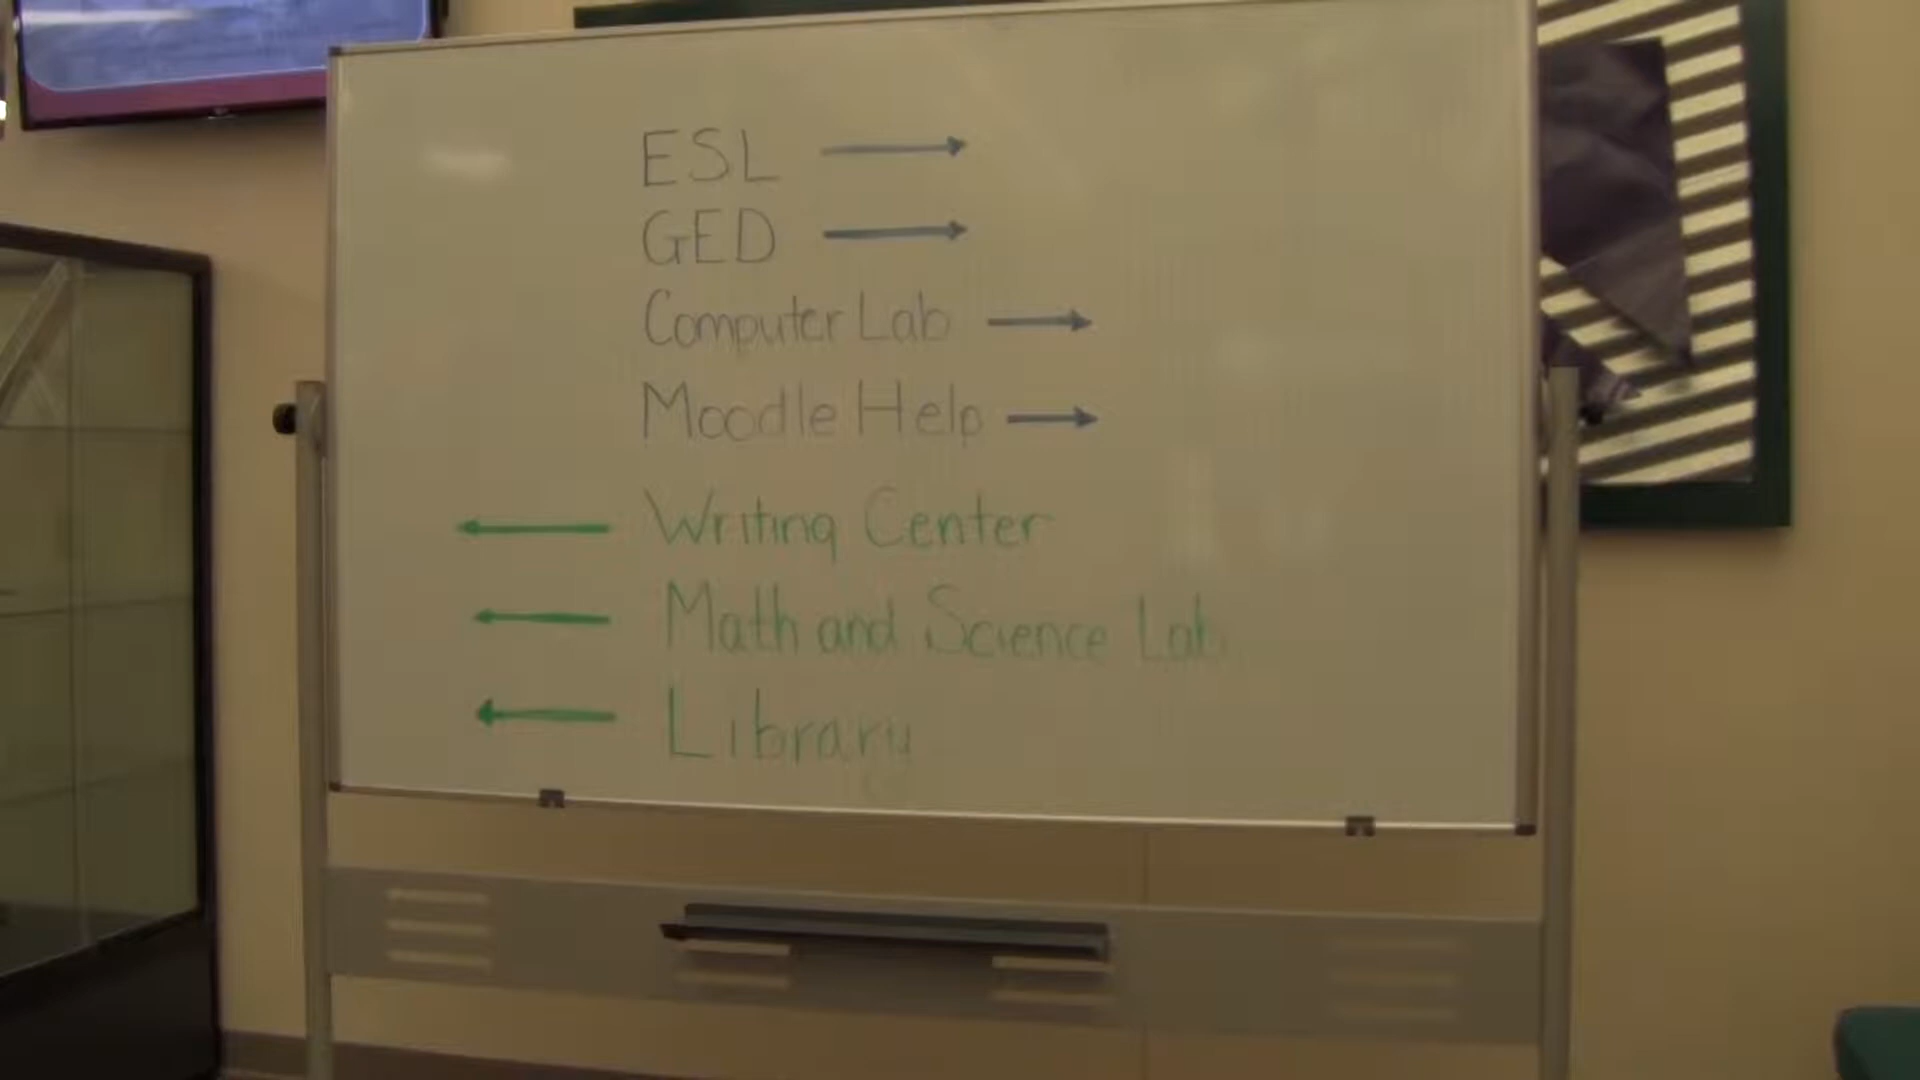 ESL →
GED →
Computer Lab →
Moodle Help →
← Writing Center
← Math and Science Lab
← Library